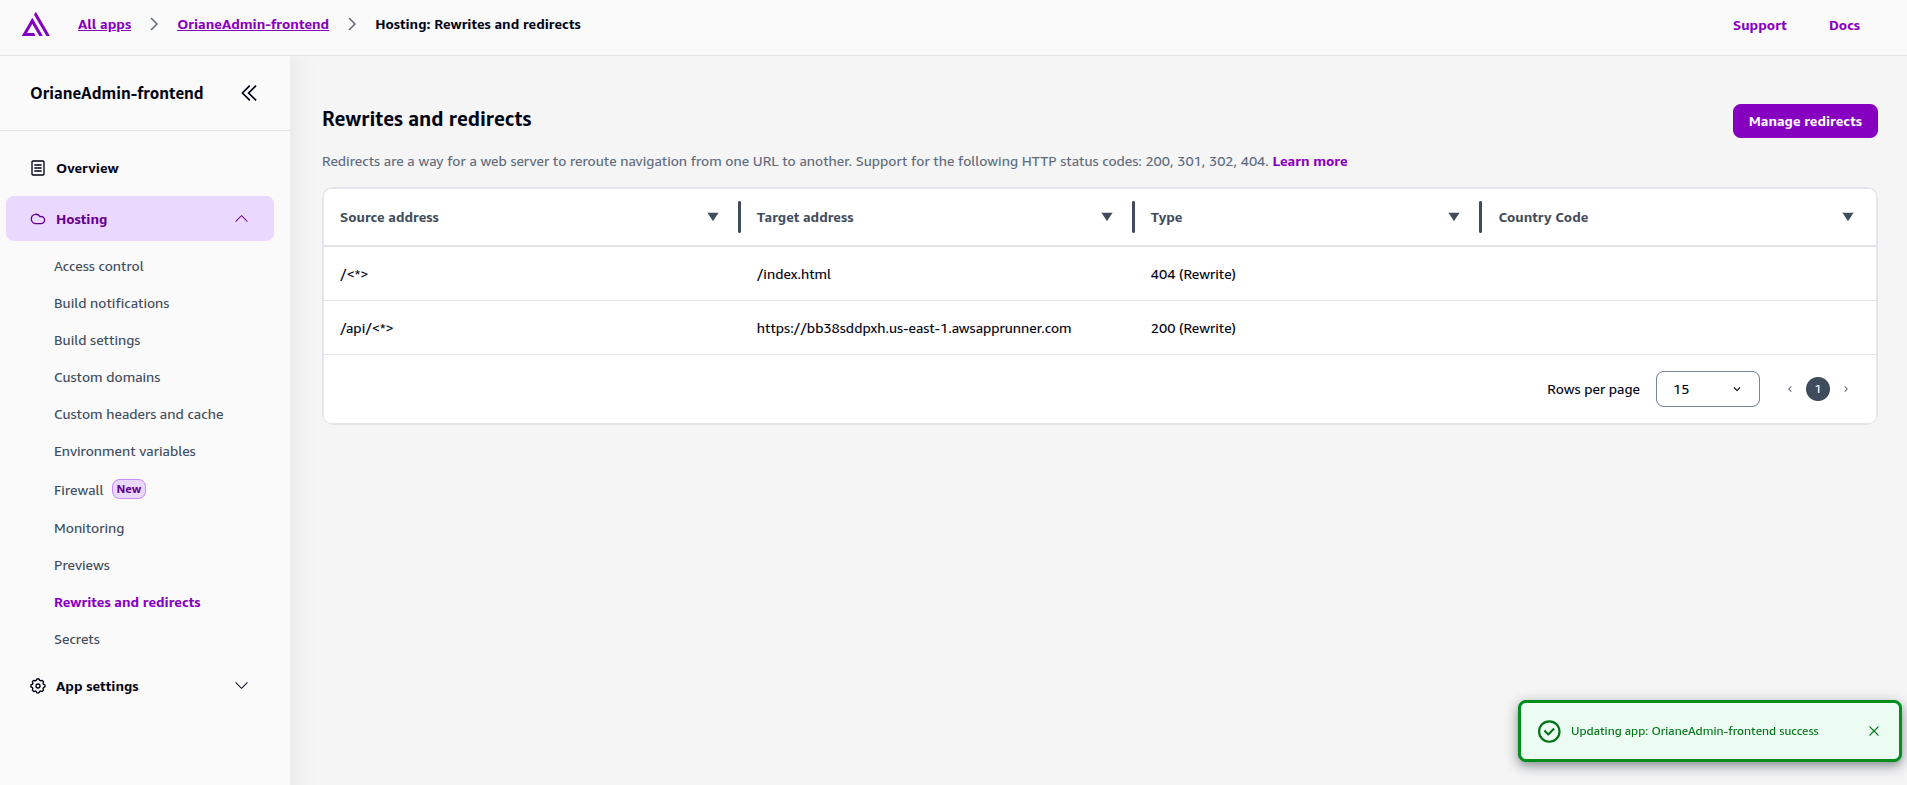 All apps > OrianeAdmin-frontend > Hosting: Rewrites and redirects
Support Docs
OrianeAdmin-frontend
Overview
Hosting
Access control
Build notifications
Build settings
Custom domains
Custom headers and cache
Environment variables
Firewall New
Monitoring
Previews
Rewrites and redirects
Secrets
App settings
Rewrites and redirects
Manage redirects
Redirects are a way for a web server to reroute navigation from one URL to another. Support for the following HTTP status codes: 200, 301, 302, 404. Learn more
Source address Target address Type Country Code
/<*> /index.html 404 (Rewrite)
/api/<*> https://bb38sddpxh.us-east-1.awsapprunner.com 200 (Rewrite)
Rows per page 15 1
Updating app: OrianeAdmin-frontend success